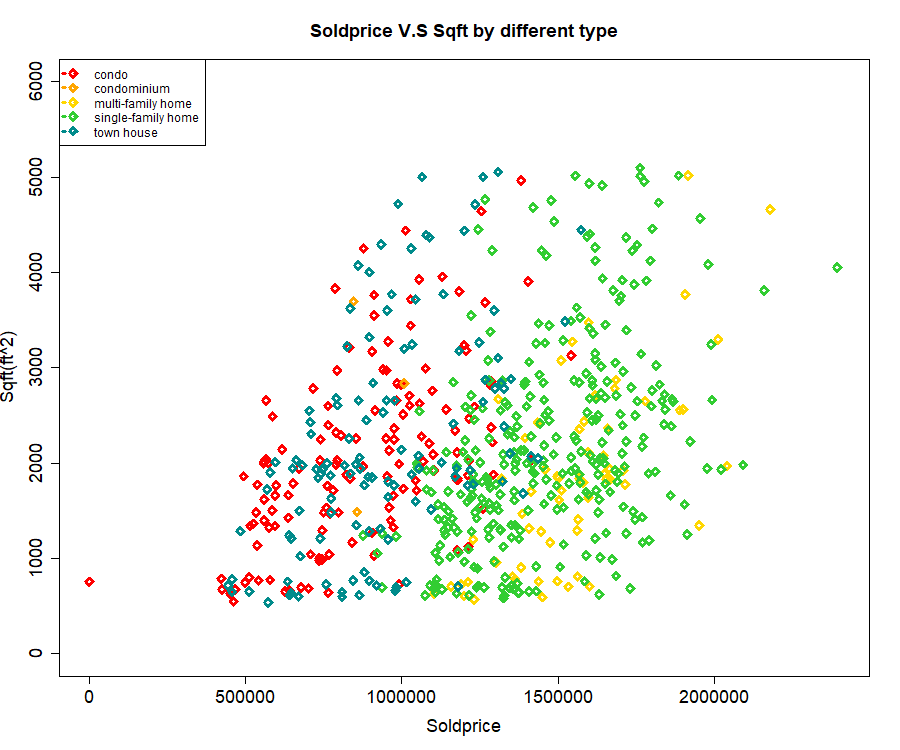 Soldprice V.S Sqft by different type
condo
condominium
multi-family home
single-family home
town house
Sqft(ft^2)
6000
5000
4000
3000
2000
1000
0
0 500000 1000000 1500000 2000000
Soldprice